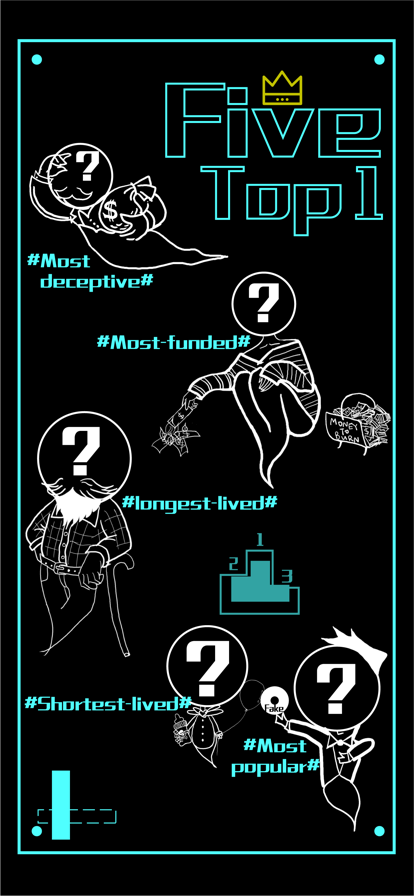 Five
Top 1
?
$
#Most
deceptive#
?
#Most-funded#
MONEY
TO
BURN
$
?
#longest-lived#
1
2
3
?
?
#Shortest-lived#
Fake
#Most
popular#